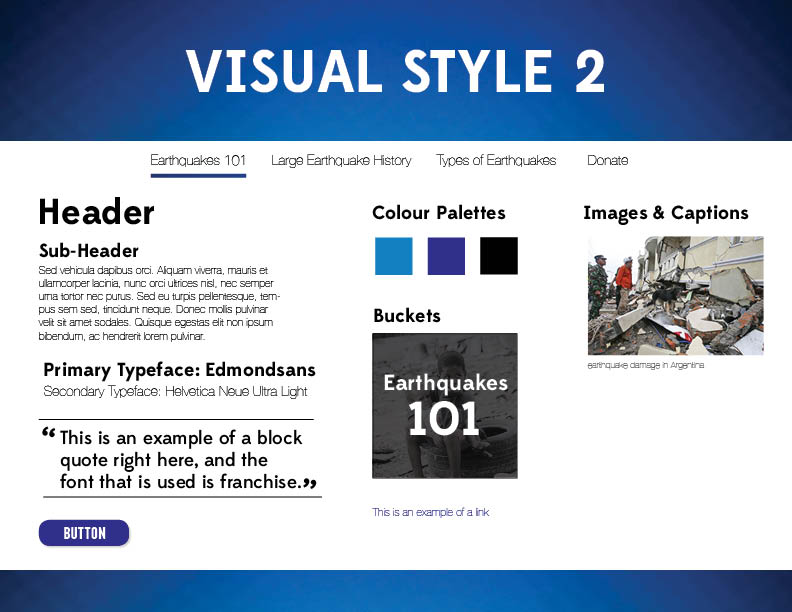 VISUAL STYLE 2
Earthquakes 101
Large Earthquake History
Types of Earthquakes
Donate
Header
Sub-Header
Sed vehicula dapibus orci. Aliquam viverra, mauris et
ullamcorper lacinia, nunc orci ultrices nisl, nec semper
urna tortor nec purus. Sed eu turpis pellentesque, tem-
pus sem sed, tincidunt neque. Donec mollis pulvinar
velit sit amet sodales. Quisque egestas elit non ipsum
bibendum, ac hendrerit lorem pulvinar.
Primary Typeface: Edmondsans
Secondary Typeface: Helvetica Neue Ultra Light
“ This is an example of a block
quote right here, and the
font that is used is franchise.”
BUTTON
Colour Palettes
Buckets
Earthquakes
101
This is an example of a link
Images & Captions
earthquake damage in Argentina